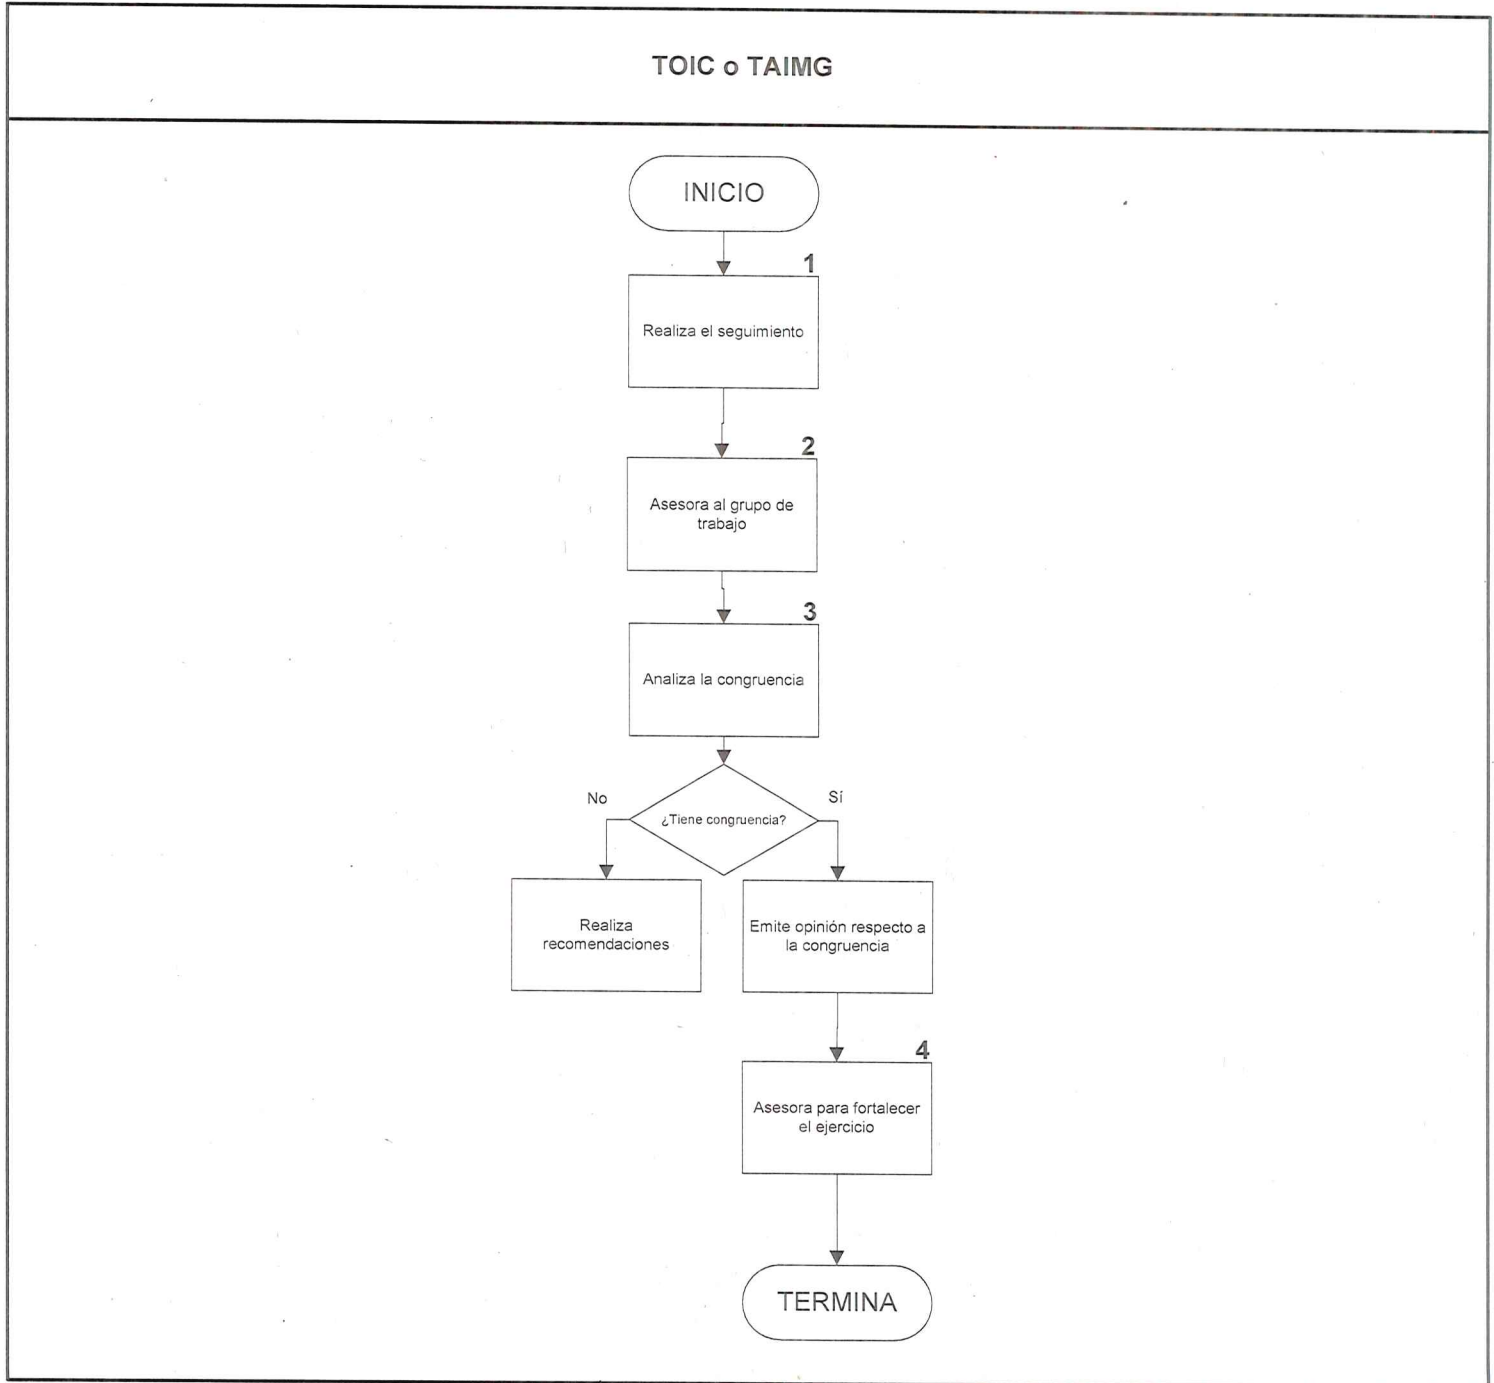 TOIC o TAIMG
INICIO
1
Realiza el seguimiento
2
Asesora al grupo de
trabajo
3
Analiza la congruencia
No
Sí
¿Tiene congruencia?
Realiza
recomendaciones
Emite opinión respecto a
la congruencia
4
Asesora para fortalecer
el ejercicio
TERMINA